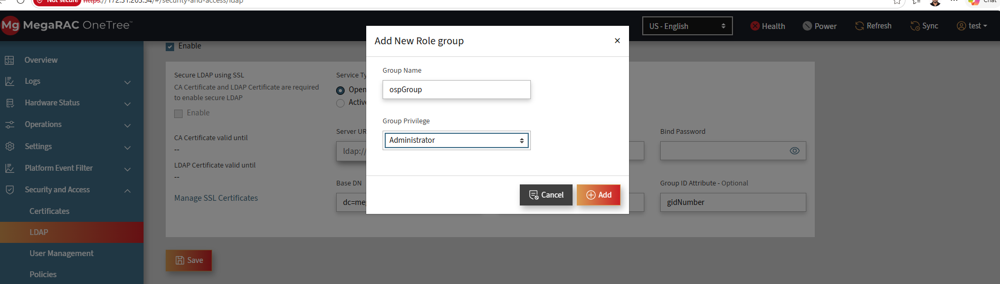 Not secure https://172.31.203.54/#/security-and-access/ldap Chat
Mg MegaRAC OneTree™ US - English Health Power Refresh Sync test
Overview
Logs
Hardware Status
Operations
Settings
Platform Event Filter
Security and Access
Certificates
LDAP
User Management
Policies
Enable
Secure LDAP using SSL
CA Certificate and LDAP Certificate are required
to enable secure LDAP
Enable
CA Certificate valid until
--
LDAP Certificate valid until
--
Manage SSL Certificates
Service Ty
Open
Active
Server UR
ldap://
Base DN
dc=me
Bind Password
Group ID Attribute - Optional
gidNumber
Save
Add New Role group
×
Group Name
ospGroup
Group Privilege
Administrator
Cancel
Add